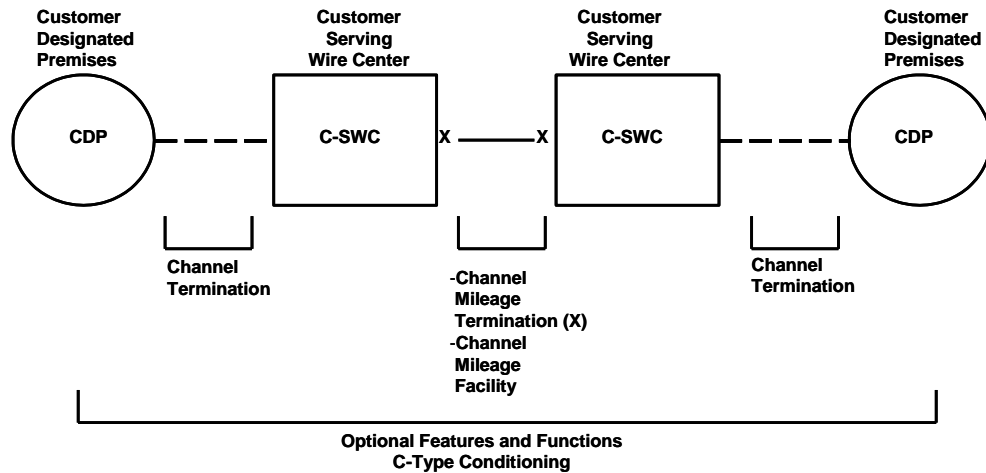 Customer
Designated
Premises
Customer
Serving
Wire Center
Customer
Serving
Wire Center
Customer
Designated
Premises
CDP
C-SWC
X
X
C-SWC
CDP
Channel
Termination
-Channel
Mileage
Termination (X)
-Channel
Mileage
Facility
Channel
Termination
Optional Features and Functions
C-Type Conditioning